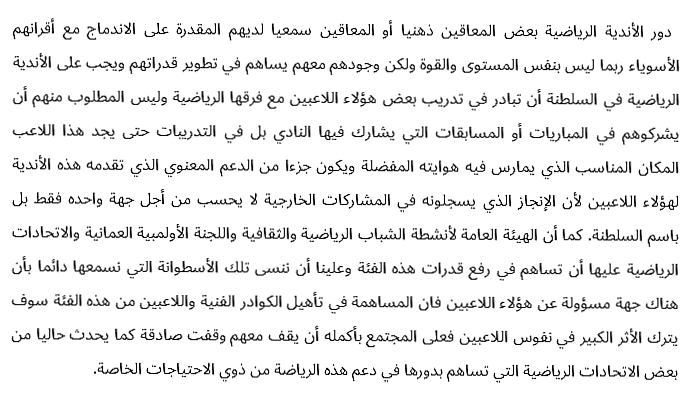 دور الأندية الرياضية بعض المعاقين ذهنيا أو المعاقين سمعيا لديهم المقدرة على الاندماج مع أقرانهم
الأسوياء ربما ليس بنفس المستوى والقوة ولكن وجودهم معهم يساهم في تطوير قدراتهم ويجب على الأندية
الرياضية في السلطنة أن تبادر في تدريب بعض هؤلاء اللاعبين مع فرقها الرياضية وليس المطلوب منهم أن
يشركوهم في المباريات أو المسابقات التي يشارك فيها النادي بل في التدريبات حتى يجد هذا اللاعب
المكان المناسب الذي يمارس فيه هوايته المفضلة ويكون جزءا من الدعم المعنوي الذي تقدمه هذه الأندية
لهؤلاء اللاعبين لأن الإنجاز الذي يسجلونه في المشاركات الخارجية لا يحسب من أجل جهة واحده فقط بل
باسم السلطنة. كما أن الهيئة العامة لأنشطة الشباب الرياضية والثقافية واللجنة الأولمبية العمانية والاتحادات
الرياضية عليها أن تساهم في رفع قدرات هذه الفئة وعلينا أن ننسى تلك الأسطوانة التي نسمعها دائما بأن
هناك جهة مسؤولة عن هؤلاء اللاعبين فان المساهمة في تأهيل الكوادر الفنية واللاعبين من هذه الفئة سوف
يترك الأثر الكبير في نفوس اللاعبين فعلى المجتمع بأكمله أن يقف معهم وقفت صادقة كما يحدث حاليا من
بعض الاتحادات الرياضية التي تساهم بدورها في دعم هذه الرياضة من ذوي الاحتياجات الخاصة.